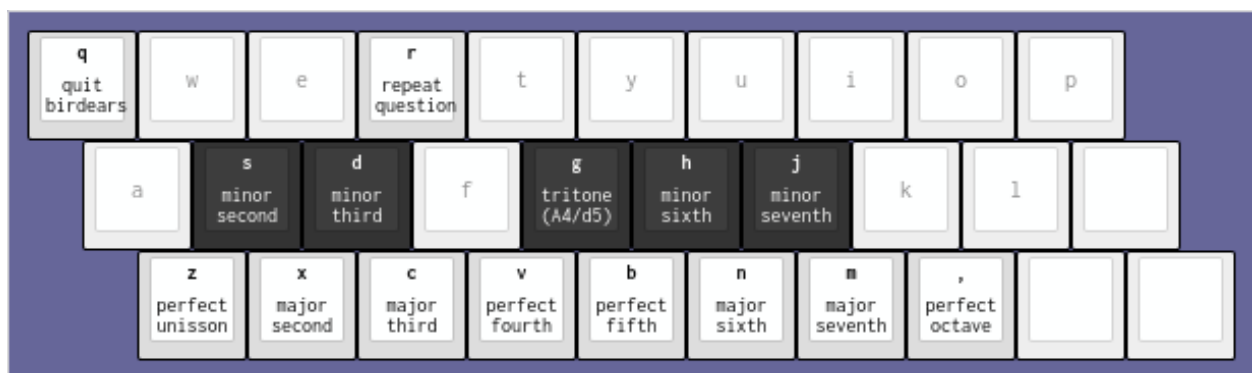 q w e r t y u i o p
quit repeat
birdears question
a s d f g h j k l
minor minor tritone minor minor
second third (A4/d5) sixth seventh
z x c v b n m ,
perfect major major perfect perfect major major perfect
unisson second third fourth fifth sixth seventh octave